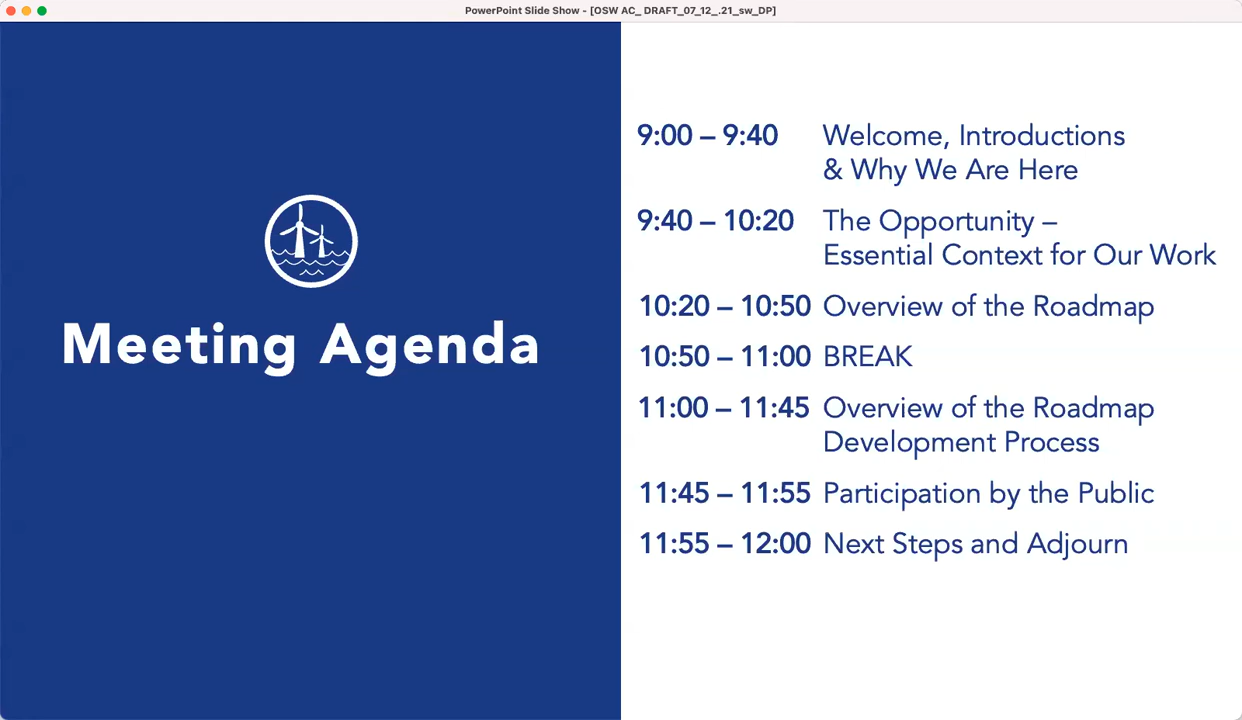 PowerPoint Slide Show - [OSW AC_ DRAFT_07_12_.21_sw_DP]
Meeting Agenda
9:00 – 9:40 Welcome, Introductions
& Why We Are Here
9:40 – 10:20 The Opportunity –
Essential Context for Our Work
10:20 – 10:50 Overview of the Roadmap
10:50 – 11:00 BREAK
11:00 – 11:45 Overview of the Roadmap
Development Process
11:45 – 11:55 Participation by the Public
11:55 – 12:00 Next Steps and Adjourn